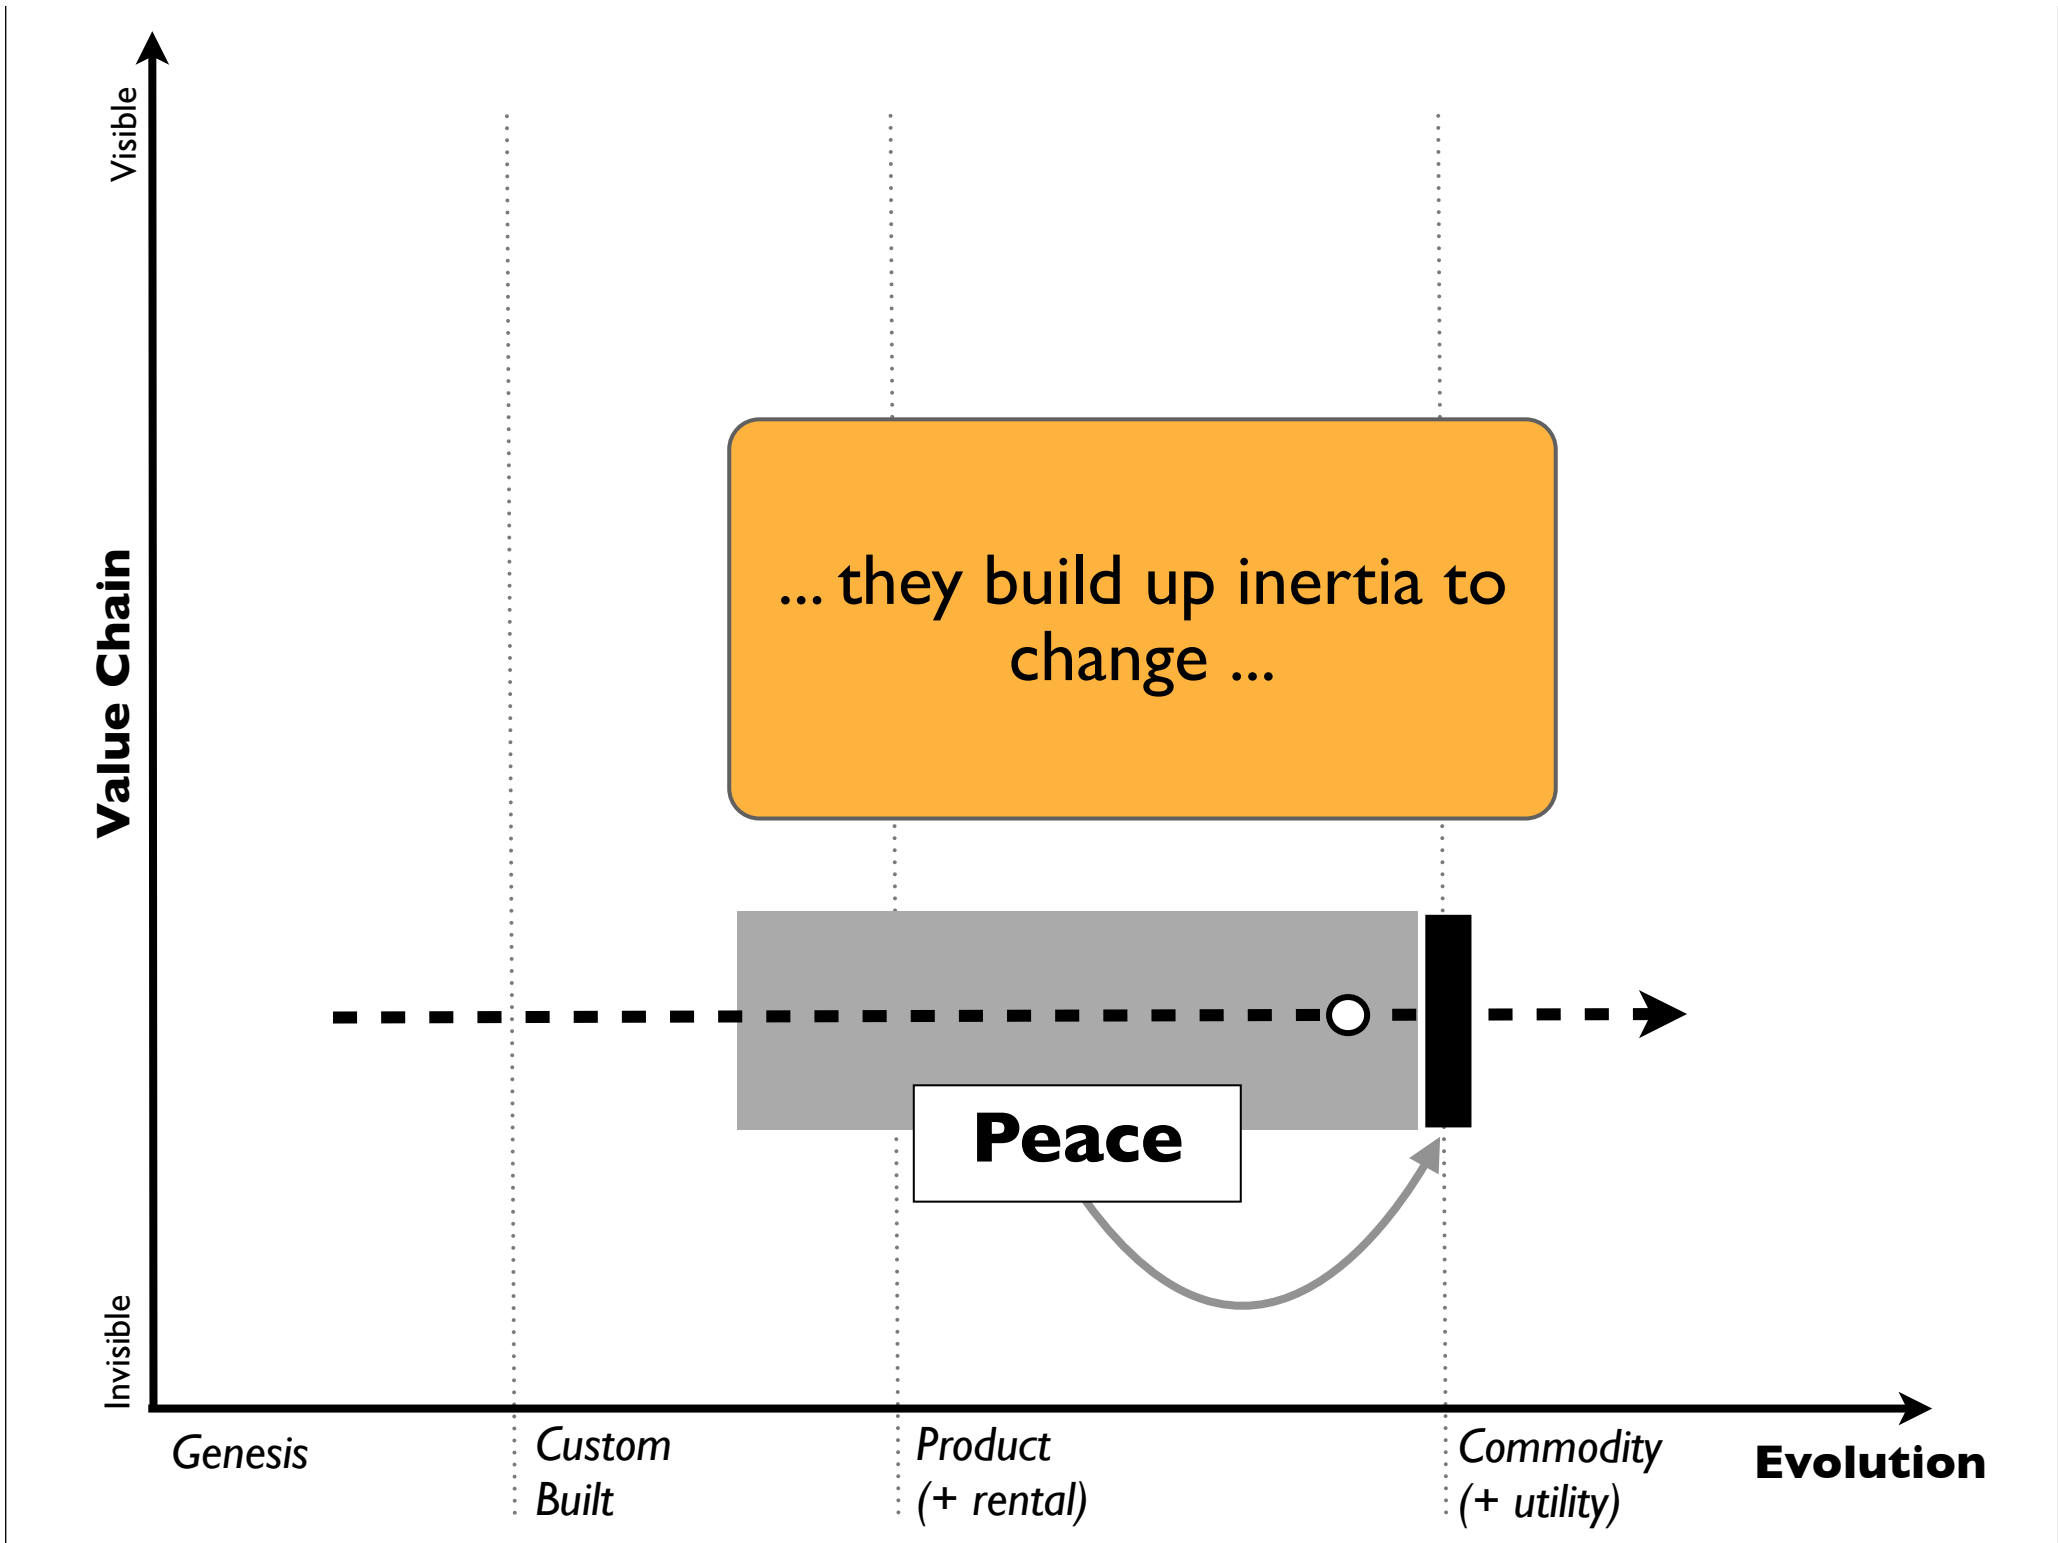 Visible
... they build up inertia to
change ...
Value Chain
Peace
Invisible
Genesis
Custom
Built
Product
(+ rental)
Commodity
(+ utility)
Evolution